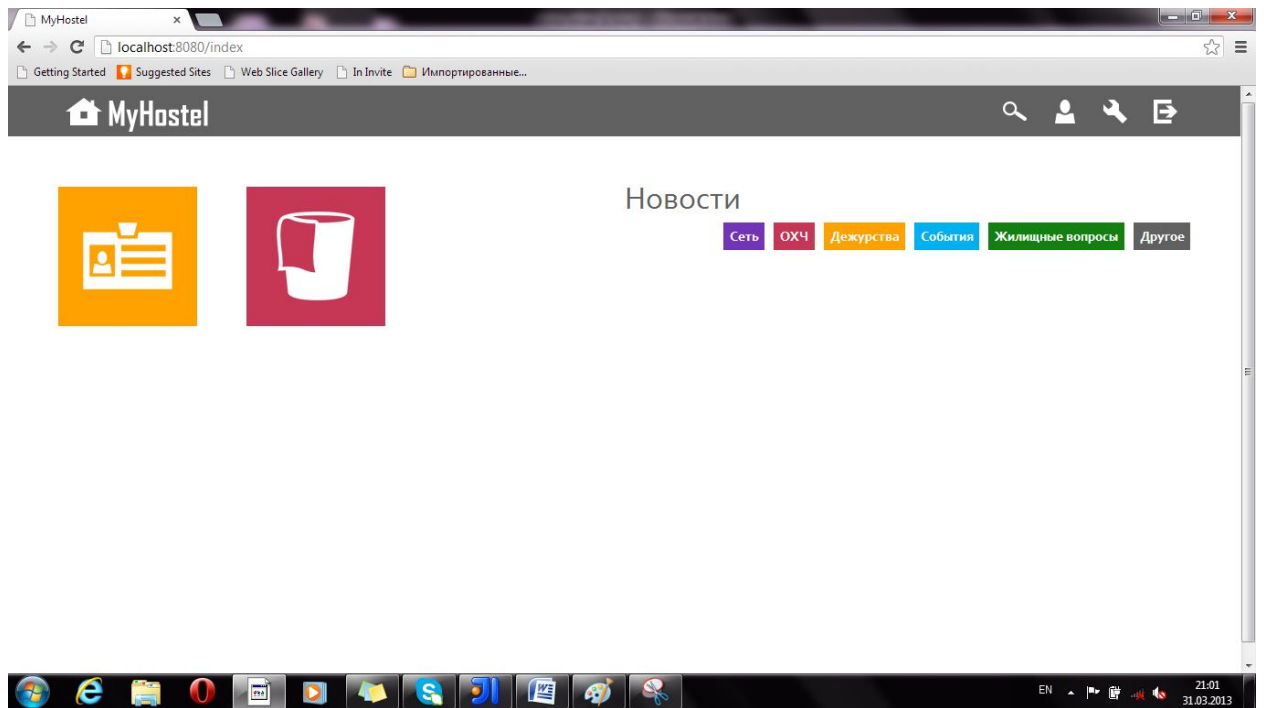 MyHostel
localhost:8080/index
Getting Started Suggested Sites Web Slice Gallery In Invite Импортированные...
MyHostel
Новости
Сеть ОХЧ Дежурства События Жилищные вопросы Другое
EN
21:01
31.03.2013